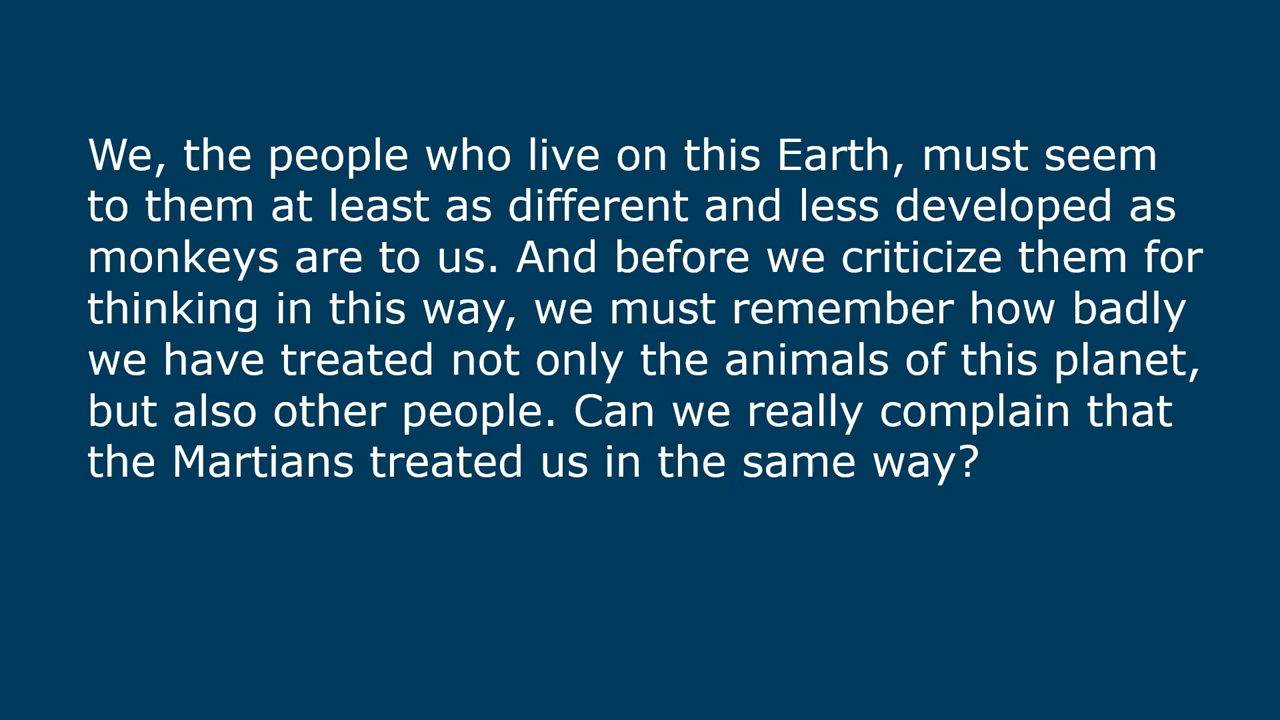 We, the people who live on this Earth, must seem
to them at least as different and less developed as
monkeys are to us. And before we criticize them for
thinking in this way, we must remember how badly
we have treated not only the animals of this planet,
but also other people. Can we really complain that
the Martians treated us in the same way?